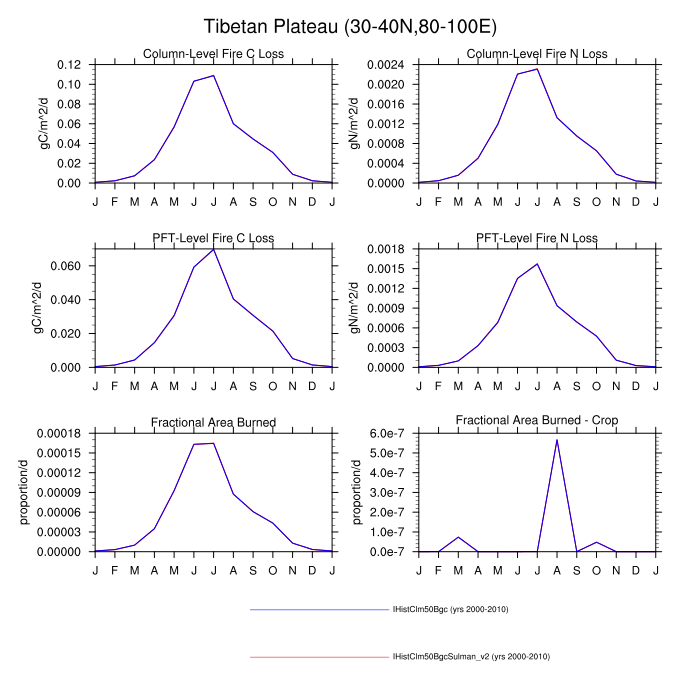 Tibetan Plateau (30-40N,80-100E)
Column-Level Fire C Loss
gC/m^2/d
0.12
0.10
0.08
0.06
0.04
0.02
0.00
J F M A M J J A S O N D J
Column-Level Fire N Loss
gN/m^2/d
0.0024
0.0020
0.0016
0.0012
0.0008
0.0004
0.0000
J F M A M J J A S O N D J
PFT-Level Fire C Loss
gC/m^2/d
0.060
0.040
0.020
0.000
J F M A M J J A S O N D J
PFT-Level Fire N Loss
gN/m^2/d
0.0018
0.0015
0.0012
0.0009
0.0006
0.0003
0.0000
J F M A M J J A S O N D J
Fractional Area Burned
proportion/d
0.00018
0.00015
0.00012
0.00009
0.00006
0.00003
0.00000
J F M A M J J A S O N D J
Fractional Area Burned - Crop
proportion/d
6.0e-7
5.0e-7
4.0e-7
3.0e-7
2.0e-7
1.0e-7
0.0e-7
J F M A M J J A S O N D J
IHistClm50Bgc (yrs 2000-2010)
IHistClm50BgcSulman_v2 (yrs 2000-2010)